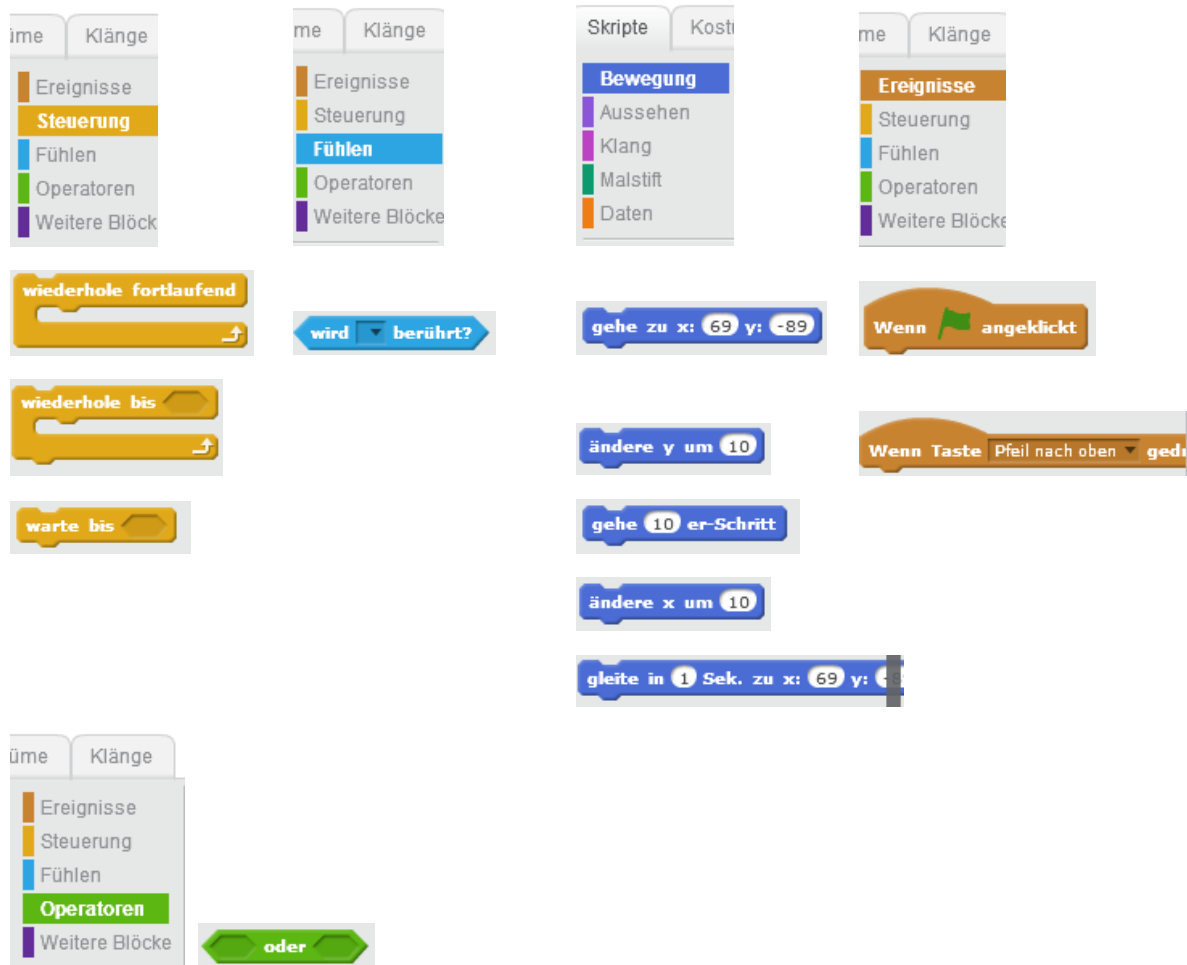 üme Klänge
Ereignisse
Steuerung
Fühlen
Operatoren
Weitere Block
wiederhole fortlaufend
wiederhole bis
warte bis
me Klänge
Ereignisse
Steuerung
Fühlen
Operatoren
Weitere Blöcke
wird berührt?
Skripte Kost
Bewegung
Aussehen
Klang
Malstift
Daten
gehe zu x: 69 y: -89
ändere y um 10
gehe 10 er-Schritt
ändere x um 10
gleite in 1 Sek. zu x: 69 y:
me Klänge
Ereignisse
Steuerung
Fühlen
Operatoren
Weitere Blöcke
Wenn angeklickt
Wenn Taste Pfeil nach oben ged
üme Klänge
Ereignisse
Steuerung
Fühlen
Operatoren
Weitere Blöcke
oder